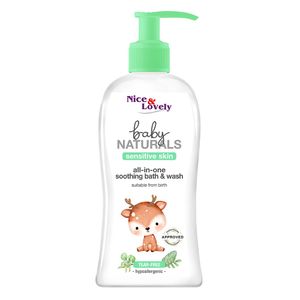 Nice &
Lovely
baby
NATURALS
sensitive skin
all-in-one
soothing bath & wash
suitable from birth
APPROVED
TEAR-FREE
- hypoallergenic -